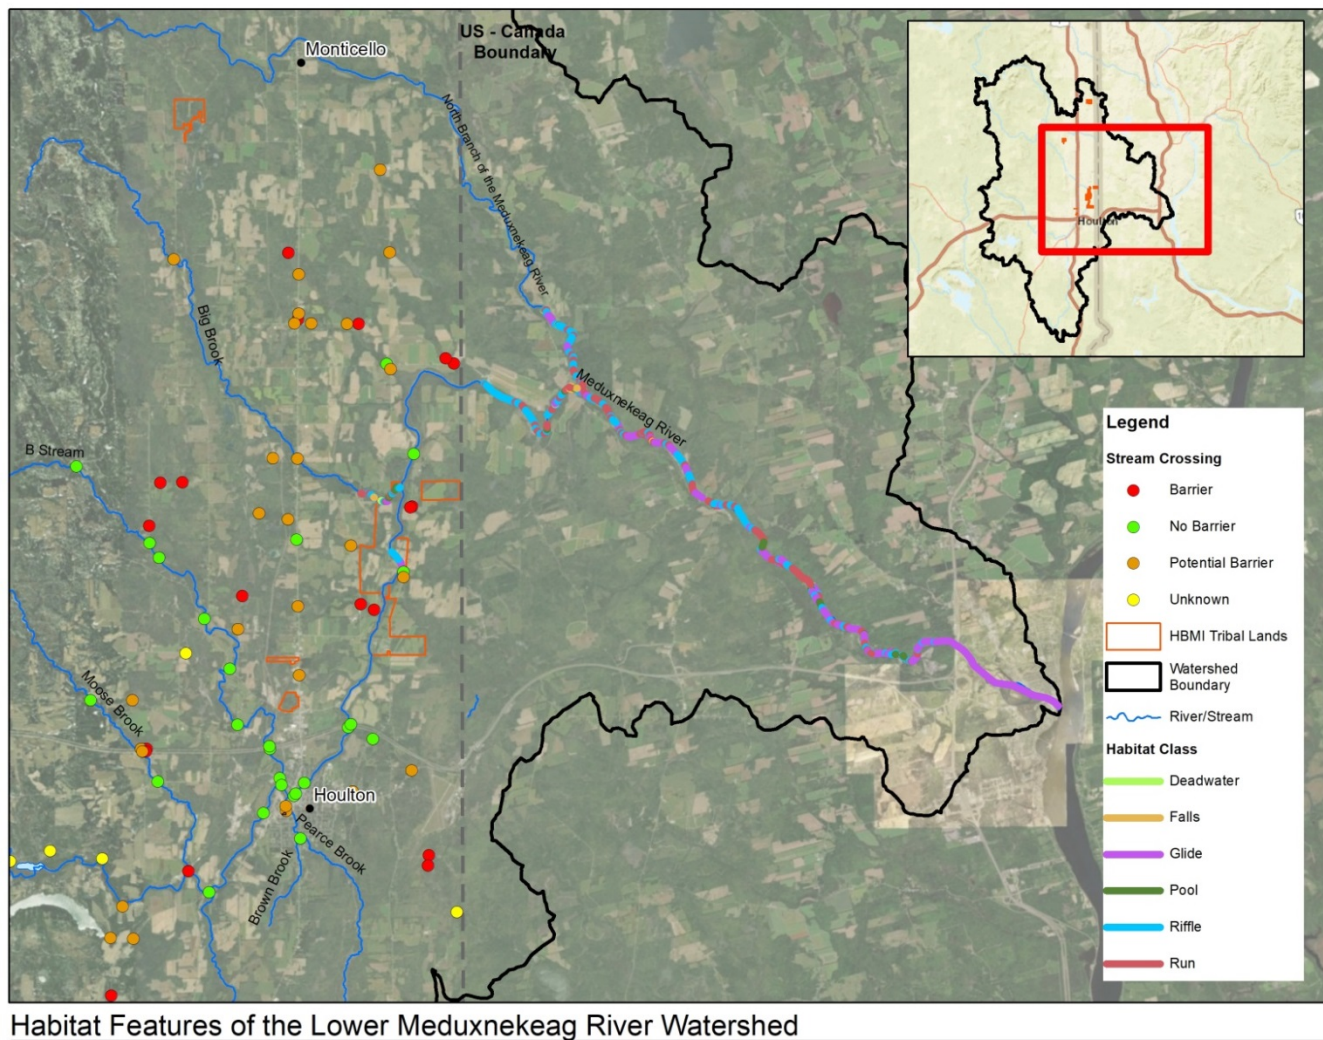 US - Canada
Boundary
Monticello
North Branch of the Meduxnekeag River
Houlton
Big Brook
Meduxnekeag River
B Stream
Moose Brook
Houlton
Pearce Brook
Brown Brook
Legend
Stream Crossing
Barrier
No Barrier
Potential Barrier
Unknown
HBMI Tribal Lands
Watershed
Boundary
River/Stream
Habitat Class
Deadwater
Falls
Glide
Pool
Riffle
Run
Habitat Features of the Lower Meduxnekeag River Watershed